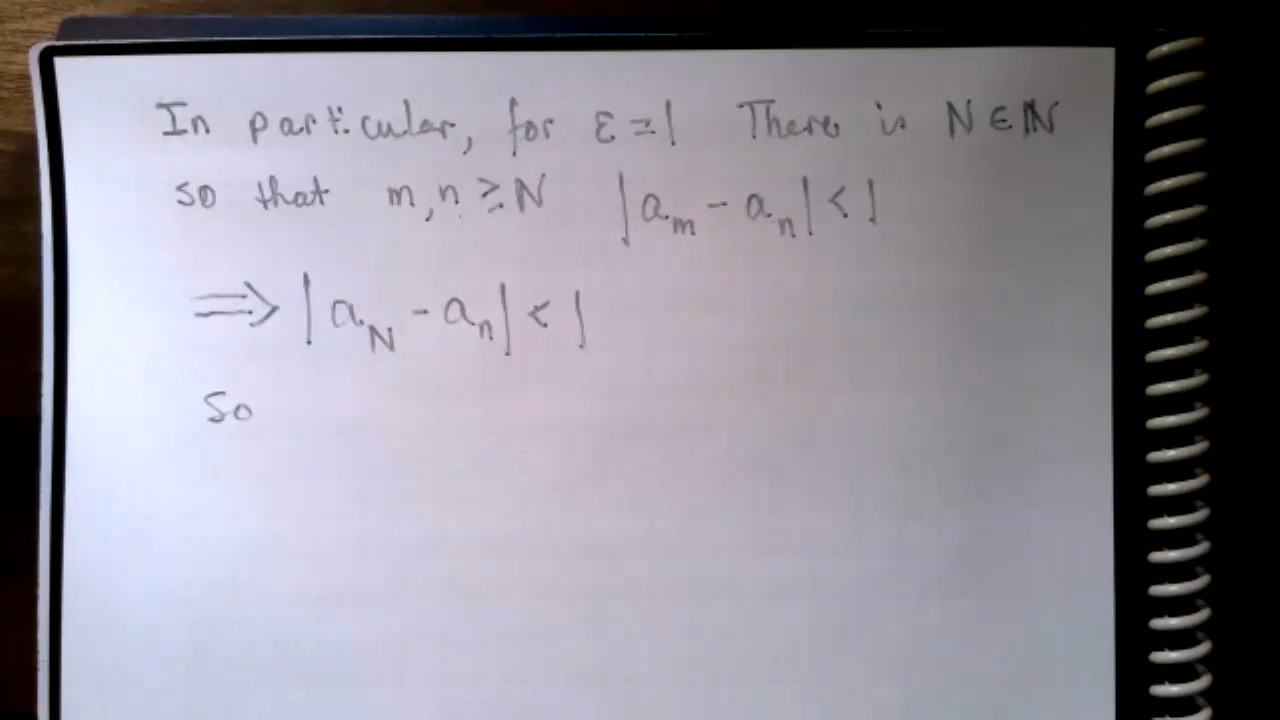 In particular, for ε = 1 There is N ∈ ℕ
so that m, n ≥ N |a_m - a_n| < 1
⟹ |a_N - a_n| < 1
So